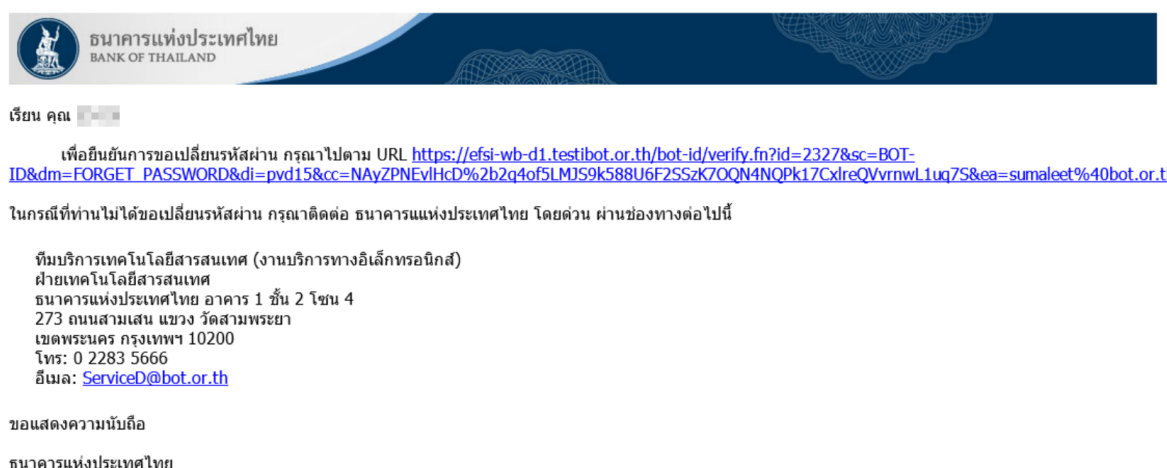 ธนาคารแห่งประเทศไทย
BANK OF THAILAND
เรียน คุณ
เพื่อยืนยันการขอเปลี่ยนรหัสผ่าน กรุณาไปตาม URL https://efsi-wb-d1.testibot.or.th/bot-id/verify.fn?id=2327&sc=BOT-
ID&dm=FORGET_PASSWORD&di=pvd15&cc=NAyZPNEvlHcD%2b2q4of5LMJS9k588U6F2SSzK7OQN4NQPk17CxlreQVvrnwL1uq7S&ea=sumaleet%40bot.or.t
ในกรณีที่ท่านไม่ได้ขอเปลี่ยนรหัสผ่าน กรุณาติดต่อ ธนาคารแแห่งประเทศไทย โดยด่วน ผ่านช่องทางต่อไปนี้
ทีมบริการเทคโนโลยีสารสนเทศ (งานบริการทางอิเล็กทรอนิกส์)
ฝ่ายเทคโนโลยีสารสนเทศ
ธนาคารแห่งประเทศไทย อาคาร 1 ชั้น 2 โซน 4
273 ถนนสามเสน แขวง วัดสามพระยา
เขตพระนคร กรุงเทพฯ 10200
โทร: 0 2283 5666
อีเมล: ServiceD@bot.or.th
ขอแสดงความนับถือ
ธนาคารแห่งประเทศไทย